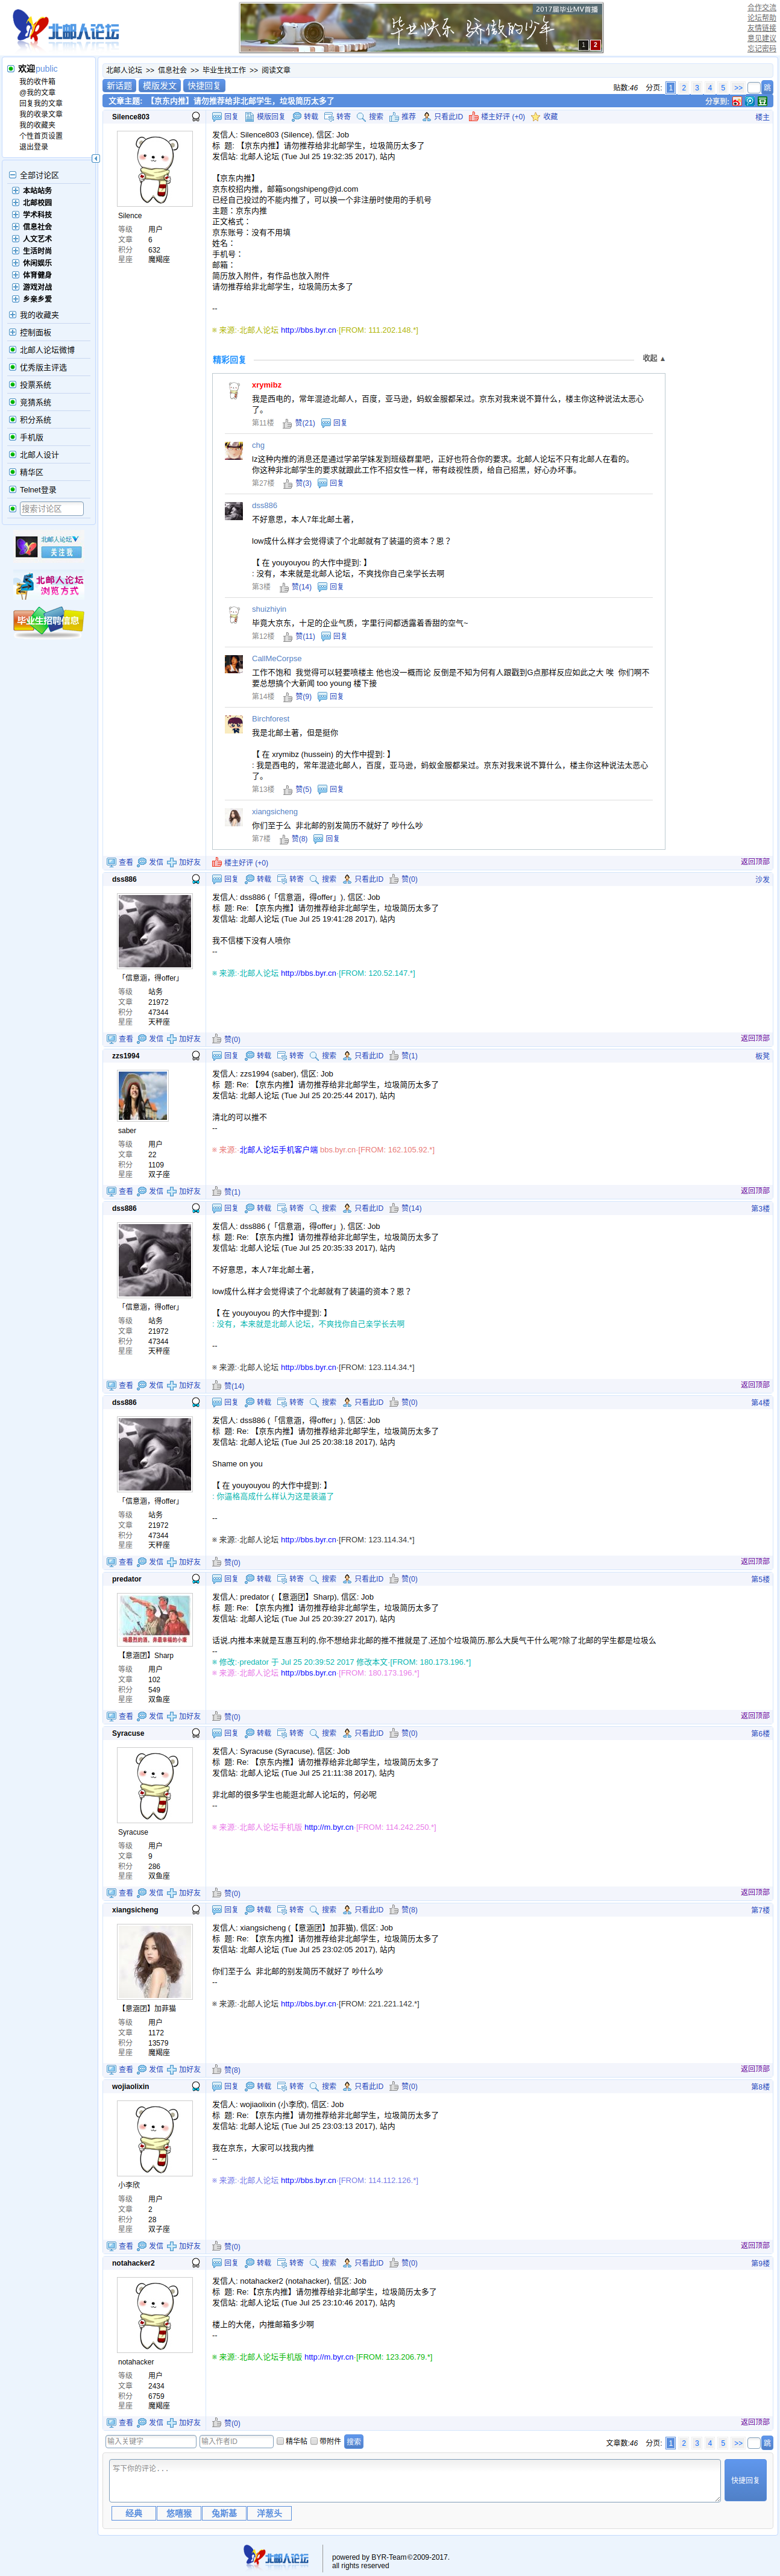 北邮人论坛
毕业快乐 骄傲的少年
2017届毕业MV首播
1 2
合作交流
论坛帮助
友情链接
意见建议
忘记密码
欢迎public
我的收件箱
@我的文章
回复我的文章
我的收录文章
我的收藏夹
个性首页设置
退出登录
全部讨论区
本站站务
北邮校园
学术科技
信息社会
人文艺术
生活时尚
休闲娱乐
体育健身
游戏对战
乡亲乡爱
我的收藏夹
控制面板
北邮人论坛微博
优秀版主评选
投票系统
竞猜系统
积分系统
手机版
北邮人设计
精华区
Telnet登录
搜索讨论区
北邮人论坛
关注我
北邮人论坛
浏览方式
毕业生招聘信息
北邮人论坛 >> 信息社会 >> 毕业生找工作 >> 阅读文章
新话题 模版发文 快捷回复
贴数:46 分页: 1 2 3 4 5 >> 跳
文章主题: 【京东内推】请勿推荐给非北邮学生，垃圾简历太多了
分享到:
Silence803
回复 模版回复 转载 转寄 搜索 推荐 只看此ID 楼主好评 (+0) 收藏
楼主
Silence
等级 用户
文章 6
积分 632
星座 魔羯座
发信人: Silence803 (Silence), 信区: Job
标 题: 【京东内推】请勿推荐给非北邮学生，垃圾简历太多了
发信站: 北邮人论坛 (Tue Jul 25 19:32:35 2017), 站内
【京东内推】
京东校招内推，邮箱songshipeng@jd.com
已经自己投过的不能内推了，可以换一个非注册时使用的手机号
主题：京东内推
正文格式：
京东账号：没有不用填
姓名：
手机号：
邮箱：
简历放入附件，有作品也放入附件
请勿推荐给非北邮学生，垃圾简历太多了
--
※ 来源:·北邮人论坛 http://bbs.byr.cn·[FROM: 111.202.148.*]
精彩回复
收起 ▲
xrymibz
我是西电的，常年混迹北邮人，百度，亚马逊，蚂蚁金服都呆过。京东对我来说不算什么，楼主你这种说法太恶心了。
第11楼 赞(21) 回复
chg
lz这种内推的消息还是通过学弟学妹发到班级群里吧，正好也符合你的要求。北邮人论坛不只有北邮人在看的。
你这种非北邮学生的要求就跟此工作不招女性一样，带有歧视性质，给自己招黑，好心办坏事。
第27楼 赞(3) 回复
dss886
不好意思，本人7年北邮土著，
low成什么样才会觉得读了个北邮就有了装逼的资本？恩？
【 在 youyouyou 的大作中提到: 】
: 没有，本来就是北邮人论坛，不爽找你自己亲学长去啊
第3楼 赞(14) 回复
shuizhiyin
毕竟大京东，十足的企业气质，字里行间都透露着香甜的空气~
第12楼 赞(11) 回复
CallMeCorpse
工作不饱和 我觉得可以轻要喷楼主 他也没一概而论 反倒是不知为何有人跟戳到G点那样反应如此之大 唉 你们啊不要总想搞个大新闻 too young 楼下接
第14楼 赞(9) 回复
Birchforest
我是北邮土著，但是挺你
【 在 xrymibz (hussein) 的大作中提到: 】
: 我是西电的，常年混迹北邮人，百度，亚马逊，蚂蚁金服都呆过。京东对我来说不算什么，楼主你这种说法太恶心了。
第13楼 赞(5) 回复
xiangsicheng
你们至于么 非北邮的别发简历不就好了 吵什么吵
第7楼 赞(8) 回复
查看 发信 加好友 楼主好评 (+0) 返回顶部
dss886
回复 转载 转寄 搜索 只看此ID 赞(0)
沙发
「信意涵，得offer」
等级 站务
文章 21972
积分 47344
星座 天秤座
发信人: dss886 (「信意涵，得offer」), 信区: Job
标 题: Re: 【京东内推】请勿推荐给非北邮学生，垃圾简历太多了
发信站: 北邮人论坛 (Tue Jul 25 19:41:28 2017), 站内
我不信楼下没有人喷你
--
※ 来源:·北邮人论坛 http://bbs.byr.cn·[FROM: 120.52.147.*]
查看 发信 加好友 赞(0) 返回顶部
zzs1994
回复 转载 转寄 搜索 只看此ID 赞(1)
板凳
saber
等级 用户
文章 22
积分 1109
星座 双子座
发信人: zzs1994 (saber), 信区: Job
标 题: Re: 【京东内推】请勿推荐给非北邮学生，垃圾简历太多了
发信站: 北邮人论坛 (Tue Jul 25 20:25:44 2017), 站内
清北的可以推不
--
※ 来源:·北邮人论坛手机客户端 bbs.byr.cn·[FROM: 162.105.92.*]
查看 发信 加好友 赞(1) 返回顶部
dss886
回复 转载 转寄 搜索 只看此ID 赞(14)
第3楼
「信意涵，得offer」
等级 站务
文章 21972
积分 47344
星座 天秤座
发信人: dss886 (「信意涵，得offer」), 信区: Job
标 题: Re: 【京东内推】请勿推荐给非北邮学生，垃圾简历太多了
发信站: 北邮人论坛 (Tue Jul 25 20:35:33 2017), 站内
不好意思，本人7年北邮土著，
low成什么样才会觉得读了个北邮就有了装逼的资本？恩？
【 在 youyouyou 的大作中提到: 】
: 没有，本来就是北邮人论坛，不爽找你自己亲学长去啊
--
※ 来源:·北邮人论坛 http://bbs.byr.cn·[FROM: 123.114.34.*]
查看 发信 加好友 赞(14) 返回顶部
dss886
回复 转载 转寄 搜索 只看此ID 赞(0)
第4楼
「信意涵，得offer」
等级 站务
文章 21972
积分 47344
星座 天秤座
发信人: dss886 (「信意涵，得offer」), 信区: Job
标 题: Re: 【京东内推】请勿推荐给非北邮学生，垃圾简历太多了
发信站: 北邮人论坛 (Tue Jul 25 20:38:18 2017), 站内
Shame on you
【 在 youyouyou 的大作中提到: 】
: 你逼格高成什么样认为这是装逼了
--
※ 来源:·北邮人论坛 http://bbs.byr.cn·[FROM: 123.114.34.*]
查看 发信 加好友 赞(0) 返回顶部
predator
回复 转载 转寄 搜索 只看此ID 赞(0)
第5楼
喝最烈的酒，弃最幸福的小康
【意涵团】Sharp
等级 用户
文章 102
积分 549
星座 双鱼座
发信人: predator (【意涵团】Sharp), 信区: Job
标 题: Re: 【京东内推】请勿推荐给非北邮学生，垃圾简历太多了
发信站: 北邮人论坛 (Tue Jul 25 20:39:27 2017), 站内
话说,内推本来就是互惠互利的,你不想给非北邮的推不推就是了,还加个垃圾简历,那么大戾气干什么呢?除了北邮的学生都是垃圾么
--
※ 修改:·predator 于 Jul 25 20:39:52 2017 修改本文·[FROM: 180.173.196.*]
※ 来源:·北邮人论坛 http://bbs.byr.cn·[FROM: 180.173.196.*]
查看 发信 加好友 赞(0) 返回顶部
Syracuse
回复 转载 转寄 搜索 只看此ID 赞(0)
第6楼
Syracuse
等级 用户
文章 9
积分 286
星座 双鱼座
发信人: Syracuse (Syracuse), 信区: Job
标 题: Re: 【京东内推】请勿推荐给非北邮学生，垃圾简历太多了
发信站: 北邮人论坛 (Tue Jul 25 21:11:38 2017), 站内
非北邮的很多学生也能逛北邮人论坛的，何必呢
--
※ 来源:·北邮人论坛手机版 http://m.byr.cn·[FROM: 114.242.250.*]
查看 发信 加好友 赞(0) 返回顶部
xiangsicheng
回复 转载 转寄 搜索 只看此ID 赞(8)
第7楼
【意涵团】加菲猫
等级 用户
文章 1172
积分 13579
星座 魔羯座
发信人: xiangsicheng (【意涵团】加菲猫), 信区: Job
标 题: Re: 【京东内推】请勿推荐给非北邮学生，垃圾简历太多了
发信站: 北邮人论坛 (Tue Jul 25 23:02:05 2017), 站内
你们至于么 非北邮的别发简历不就好了 吵什么吵
--
※ 来源:·北邮人论坛 http://bbs.byr.cn·[FROM: 221.221.142.*]
查看 发信 加好友 赞(8) 返回顶部
wojiaolixin
回复 转载 转寄 搜索 只看此ID 赞(0)
第8楼
小李欣
等级 用户
文章 2
积分 28
星座 双子座
发信人: wojiaolixin (小李欣), 信区: Job
标 题: Re: 【京东内推】请勿推荐给非北邮学生，垃圾简历太多了
发信站: 北邮人论坛 (Tue Jul 25 23:03:13 2017), 站内
我在京东，大家可以找我内推
--
※ 来源:·北邮人论坛 http://bbs.byr.cn·[FROM: 114.112.126.*]
查看 发信 加好友 赞(0) 返回顶部
notahacker2
回复 转载 转寄 搜索 只看此ID 赞(0)
第9楼
notahacker
等级 用户
文章 2434
积分 6759
星座 魔羯座
发信人: notahacker2 (notahacker), 信区: Job
标 题: Re:【京东内推】请勿推荐给非北邮学生，垃圾简历太多了
发信站: 北邮人论坛 (Tue Jul 25 23:10:46 2017), 站内
楼上的大佬，内推邮箱多少啊
--
※ 来源:·北邮人论坛手机版 http://m.byr.cn·[FROM: 123.206.79.*]
查看 发信 加好友 赞(0) 返回顶部
输入关键字 输入作者ID 精华帖 带附件 搜索
文章数:46 分页: 1 2 3 4 5 >> 跳
写下你的评论...
快捷回复
经典 悠嘻猴 兔斯基 洋葱头
北邮人论坛
powered by BYR-Team©2009-2017.
all rights reserved